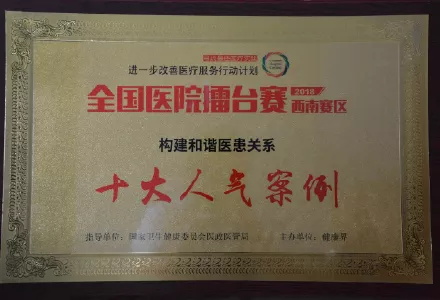 进一步改善医疗服务行动计划
全国医院擂台赛
2018
西南赛区
构建和谐医患关系
十大人气案例
指导单位:国家卫生健康委员会医政医管局
主办单位:健康界